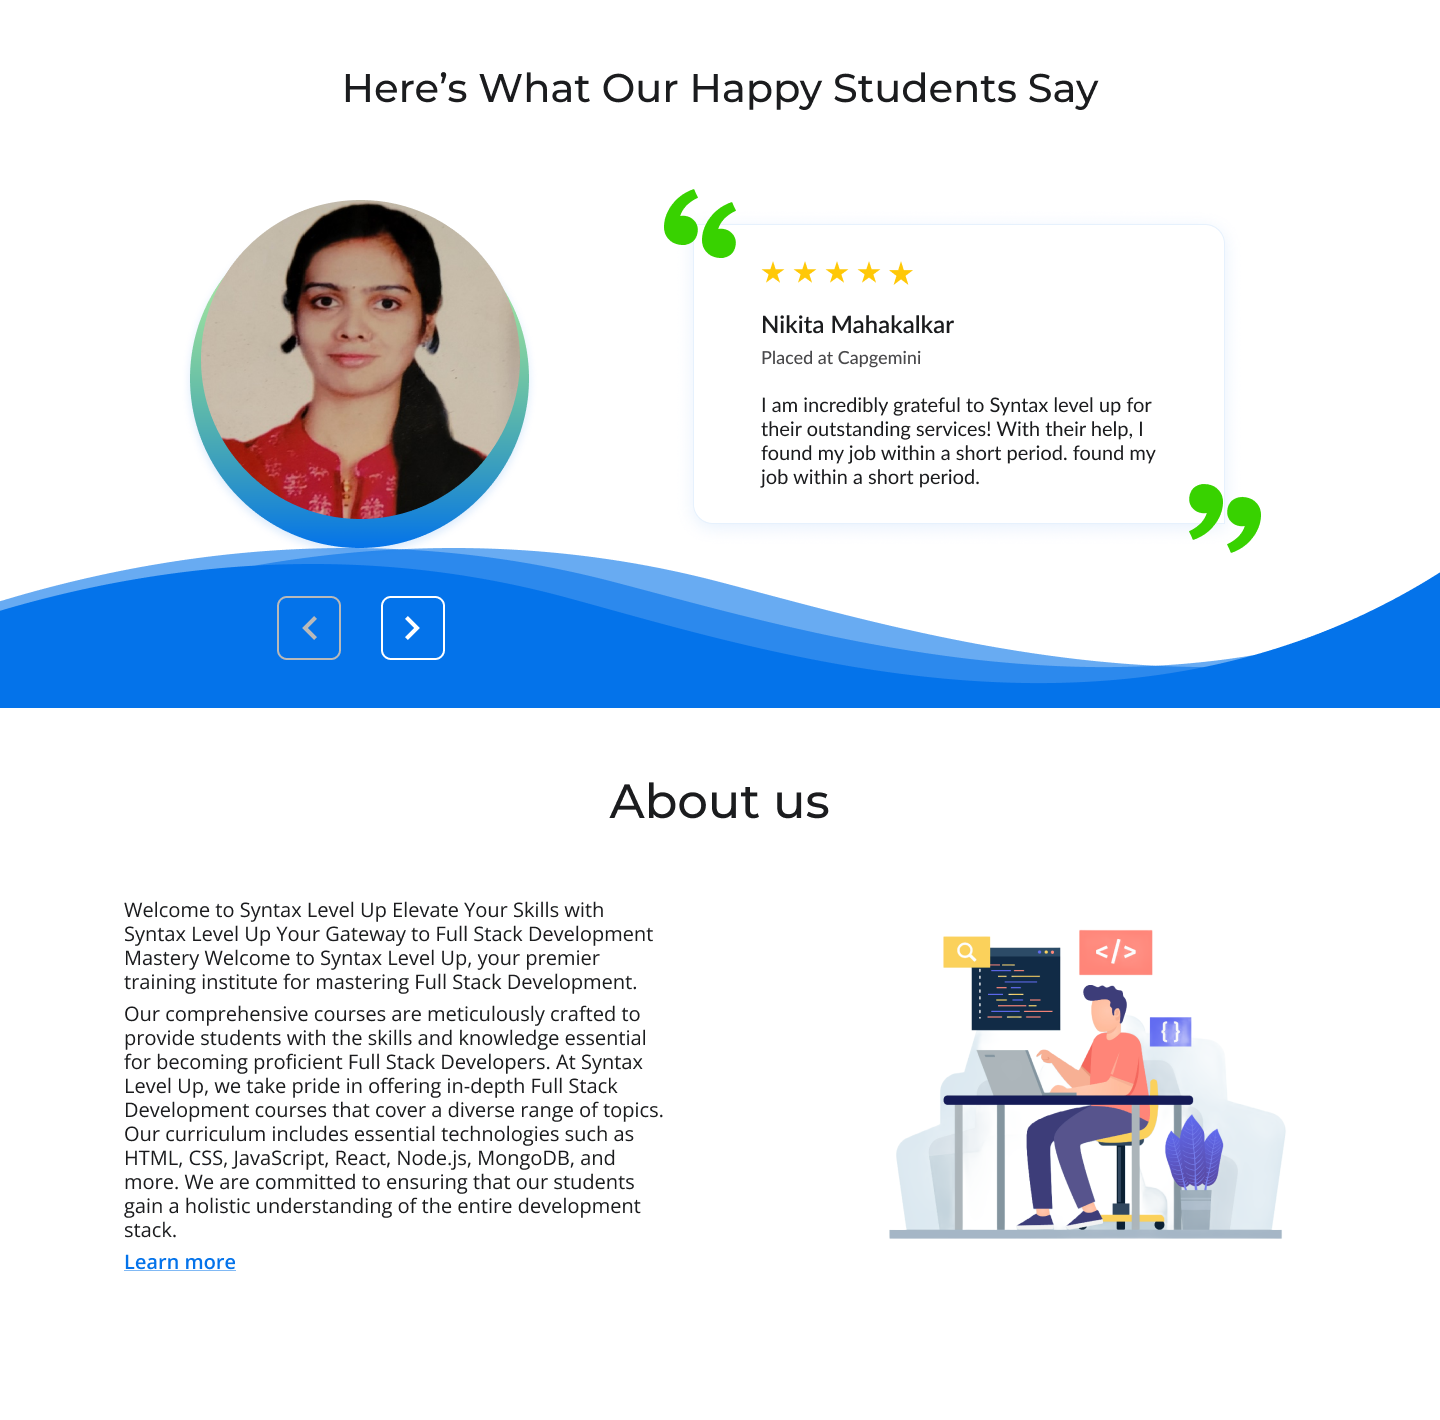 Here’s What Our Happy Students Say
“
Nikita Mahakalkar
Placed at Capgemini
I am incredibly grateful to Syntax level up for
their outstanding services! With their help, I
found my job within a short period. found my
job within a short period.
”
About us
Welcome to Syntax Level Up Elevate Your Skills with
Syntax Level Up Your Gateway to Full Stack Development
Mastery Welcome to Syntax Level Up, your premier
training institute for mastering Full Stack Development.
Our comprehensive courses are meticulously crafted to
provide students with the skills and knowledge essential
for becoming proficient Full Stack Developers. At Syntax
Level Up, we take pride in offering in-depth Full Stack
Development courses that cover a diverse range of topics.
Our curriculum includes essential technologies such as
HTML, CSS, JavaScript, React, Node.js, MongoDB, and
more. We are committed to ensuring that our students
gain a holistic understanding of the entire development
stack.
Learn more
</>
{ }